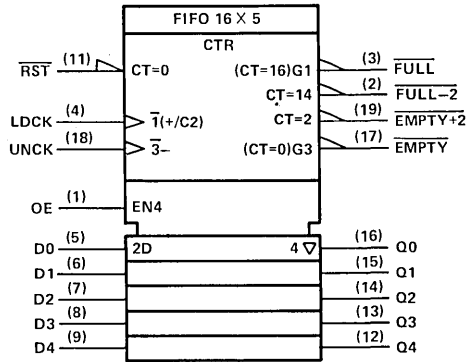 FIFO 16 X 5
CTR
RST (11) CT=0 (CT=16)G1 (3) FULL
CT=14 (2) FULL-2
LDCK (4) 1(+/C2) CT=2 (19) EMPTY+2
UNCK (18) 3- (CT=0)G3 (17) EMPTY
OE (1) EN4
D0 (5) 2D 4 ▽ (16) Q0
D1 (6) (15) Q1
D2 (7) (14) Q2
D3 (8) (13) Q3
D4 (9) (12) Q4